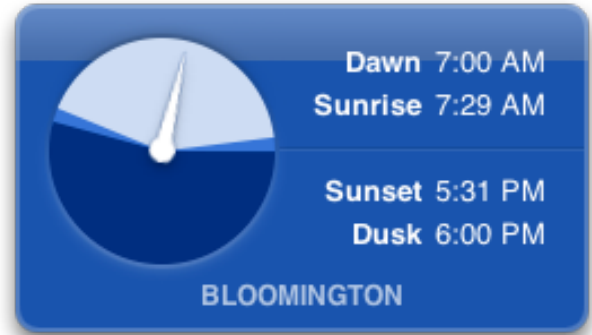 Dawn 7:00 AM
Sunrise 7:29 AM
Sunset 5:31 PM
Dusk 6:00 PM
BLOOMINGTON